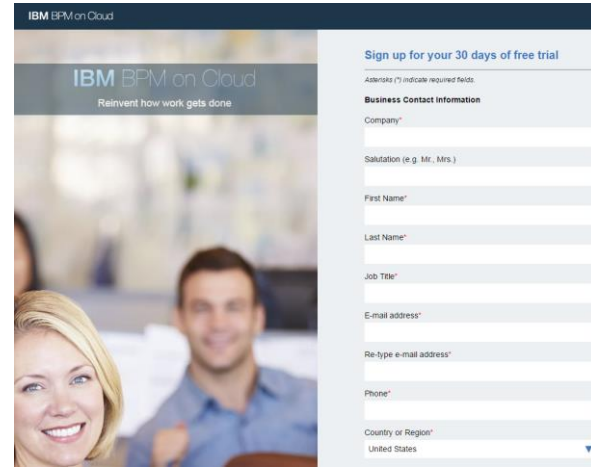 IBM BPM on Cloud
IBM BPM on Cloud
Reinvent how work gets done
Sign up for your 30 days of free trial
Asterisks (*) indicate required fields.
Business Contact Information
Company*
Salutation (e.g. Mr., Mrs.)
First Name*
Last Name*
Job Title*
E-mail address*
Re-type e-mail address*
Phone*
Country or Region*
United States